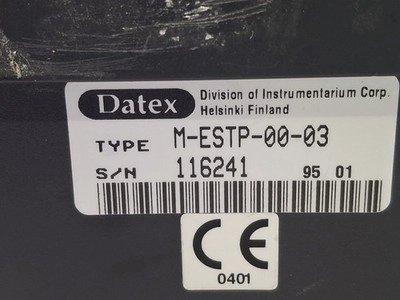 Datex
Division of Instrumentarium Corp.
Helsinki Finland
TYPE M-ESTP-00-03
S/N 116241 95 01
CE
0401